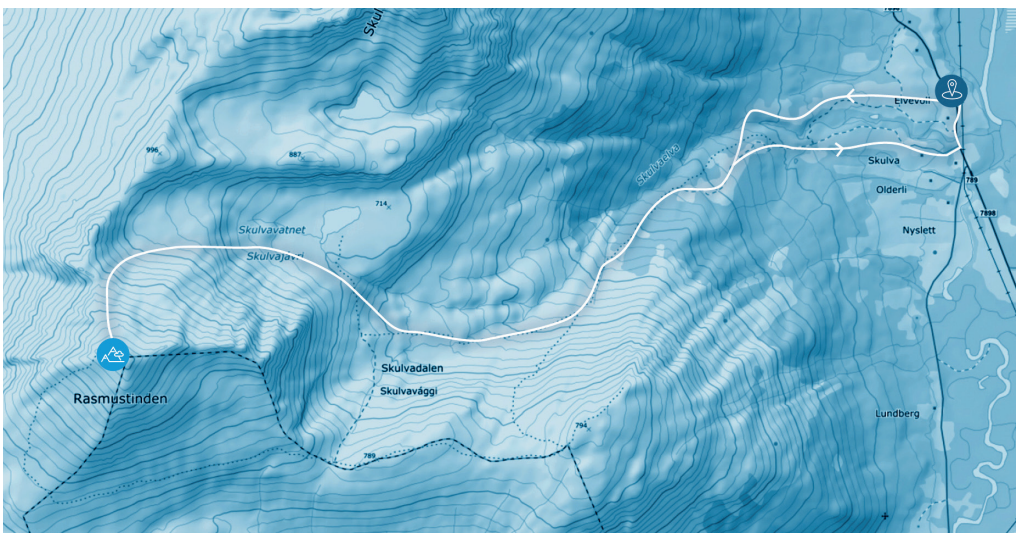 Skul
996
887
714
Skulvavatnet
Skulvajávri
Skulvaelva
Elvevoll
Skulva
789
Olderli
7898
Nyslett
Skulvadalen
Skulvavággi
Rasmustinden
Lundberg
794
789